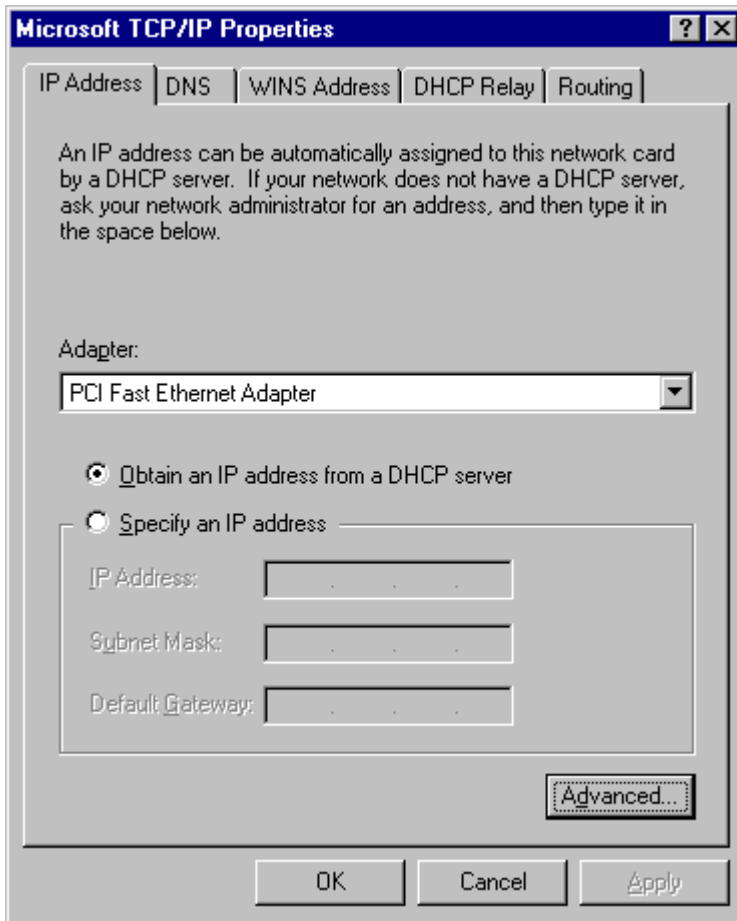 Microsoft TCP/IP Properties
IP Address DNS WINS Address DHCP Relay Routing
An IP address can be automatically assigned to this network card
by a DHCP server. If your network does not have a DHCP server,
ask your network administrator for an address, and then type it in
the space below.
Adapter:
PCI Fast Ethernet Adapter
Obtain an IP address from a DHCP server
Specify an IP address
IP Address: . . .
Subnet Mask: . . .
Default Gateway: . . .
Advanced...
OK Cancel Apply